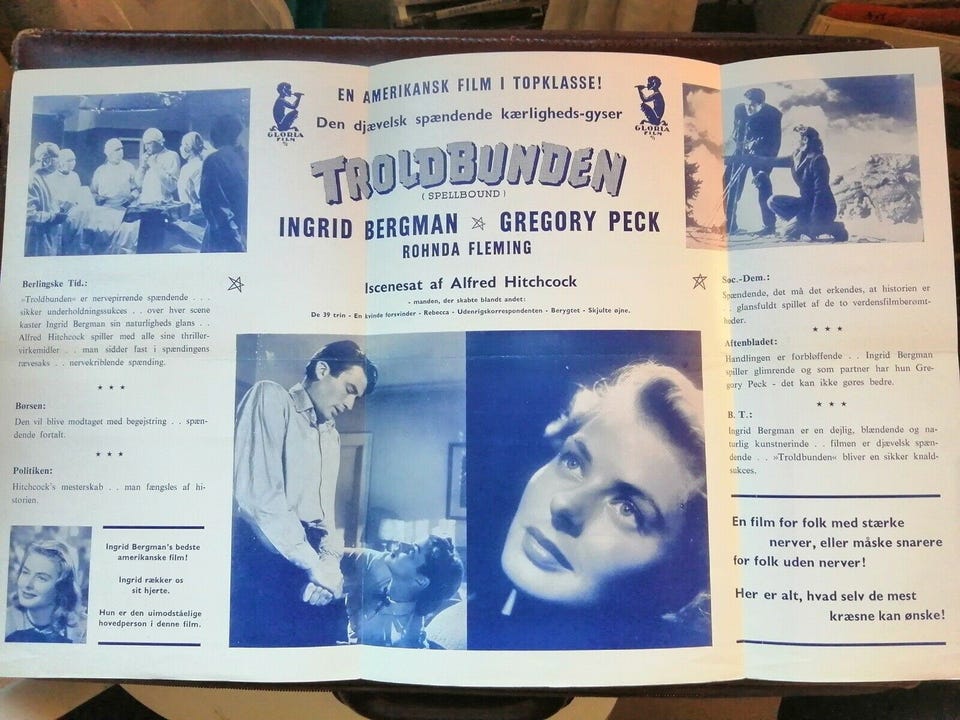 EN AMERIKANSK FILM I TOPKLASSE!
Den djævelsk spændende kærligheds-gyser
GLORIA
FILM
A/S
GLORIA
FILM
A/S
TROLDBUNDEN
(SPELLBOUND)
INGRID BERGMAN GREGORY PECK
ROHNDA FLEMING
Iscenesat af Alfred Hitchcock
- manden, der skabte blandt andet:
De 39 trin - En kvinde forsvinder - Rebecca - Udenrigskorrespondenten - Berygtet - Skjulte øjne.
Berlingske Tid.:
»Troldbunden« er nervepirrende spændende . . .
sikker underholdningssukces . . over hver scene
kaster Ingrid Bergman sin naturligheds glans . .
Alfred Hitchcock spiller med alle sine thriller-
virkemidler . . man sidder fast i spændingens
rævesaks . . nervekriblende spænding.
* * *
Børsen:
Den vil blive modtaget med begejstring . . spæn-
dende fortalt.
* * *
Politiken:
Hitchcock's mesterskab . . man fængsles af hi-
storien.
Ingrid Bergman's bedste
amerikanske film!
Ingrid rækker os
sit hjerte.
Hun er den uimodståelige
hovedperson i denne film.
Soc.-Dem.:
Spændende, det må det erkendes, at historien er
. . glansfuldt spillet af de to verdensfilmberømt-
heder.
* * *
Aftenbladet:
Handlingen er forbløffende . . Ingrid Bergman
spiller glimrende og som partner har hun Gre-
gory Peck - det kan ikke gøres bedre.
* * *
B. T.:
Ingrid Bergman er en dejlig, blændende og na-
turlig kunstnerinde . . filmen er djævelsk spæn-
dende . . »Troldbunden« bliver en sikker knald-
sukces.
En film for folk med stærke
nerver, eller måske snarere
for folk uden nerver!
Her er alt, hvad selv de mest
kræsne kan ønske!